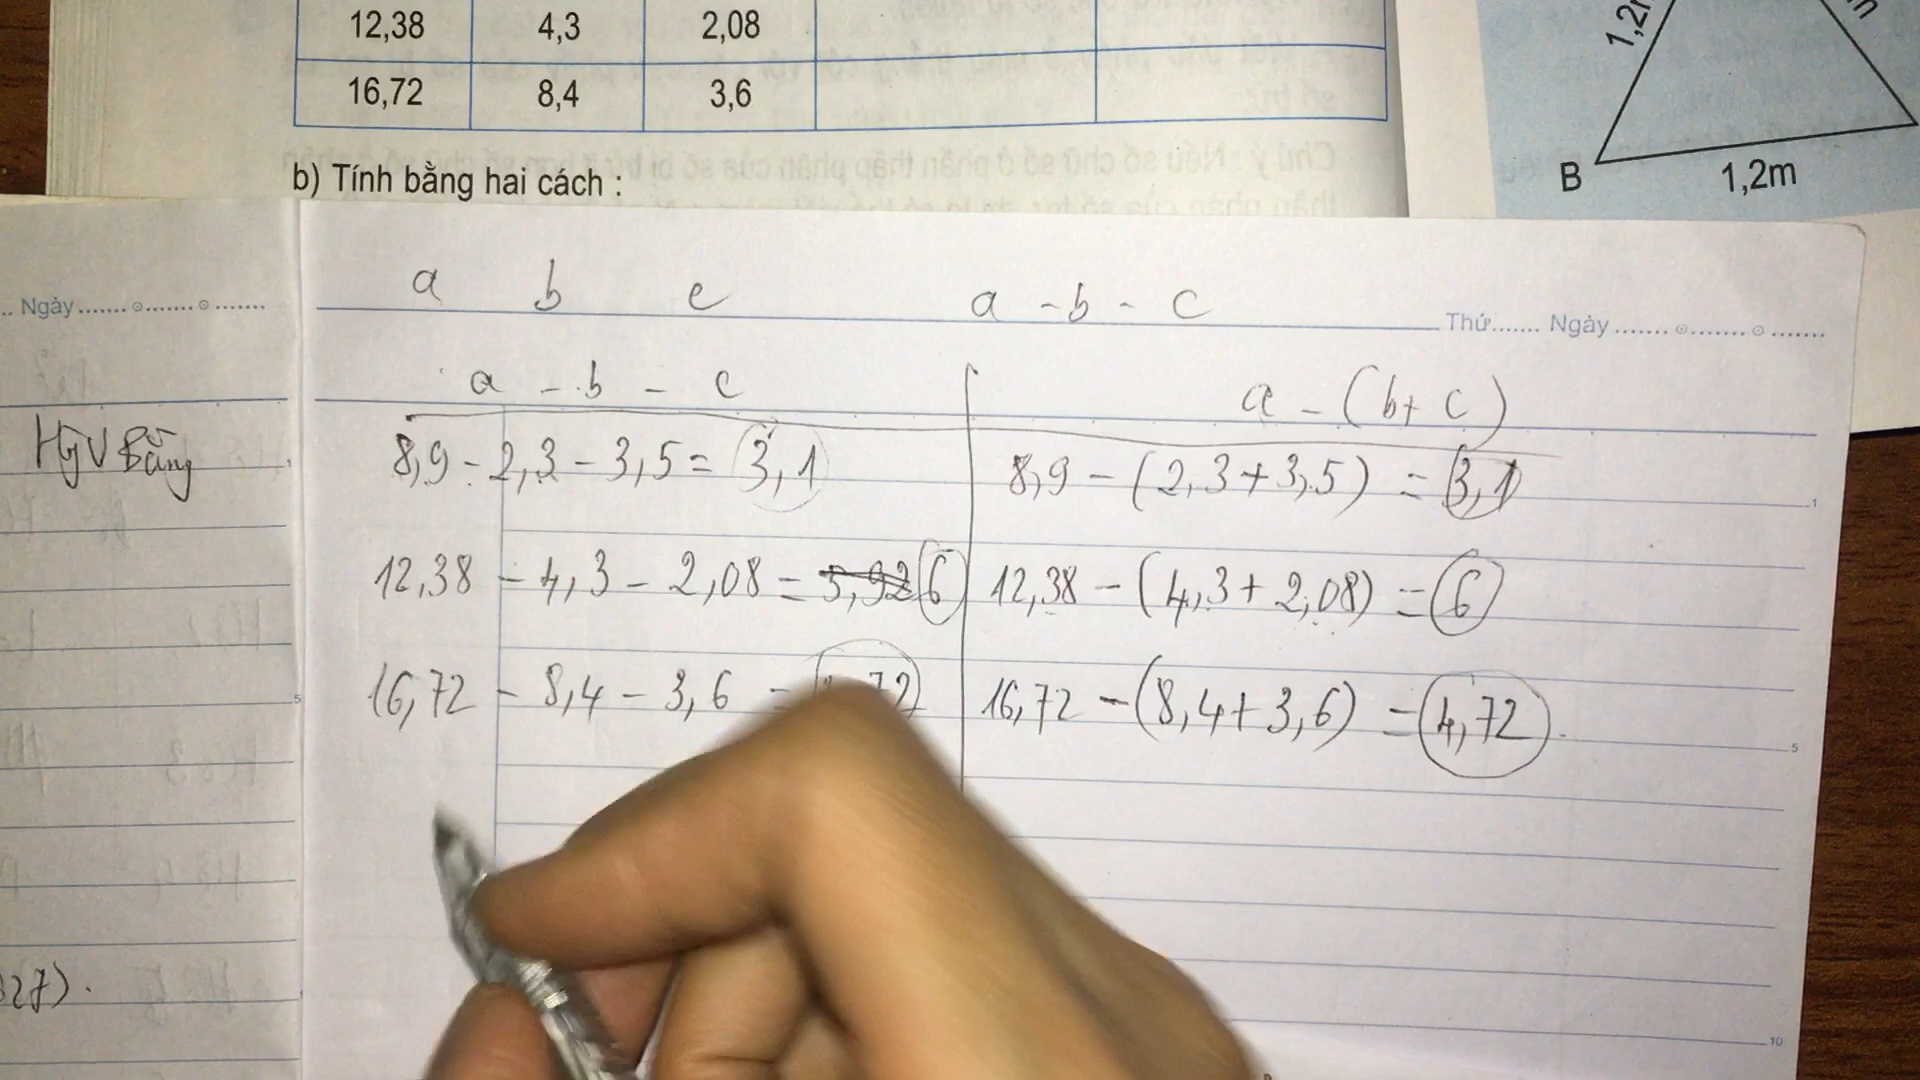 12,38 4,3 2,08
16,72 8,4 3,6
b) Tính bằng hai cách :
1,2m
B
1,2m
a b c a - b - c
Ngày
Thứ Ngày
a - b - c a - (b + c)
8,9 - 2,3 - 3,5 = 3,1 8,9 - (2,3 + 3,5) = 3,1
12,38 - 4,3 - 2,08 = 5,92 6 12,38 - (4,3 + 2,08) = 6
16,72 - 8,4 - 3,6 = 16,72 - (8,4 + 3,6) = 4,72
1
5
10